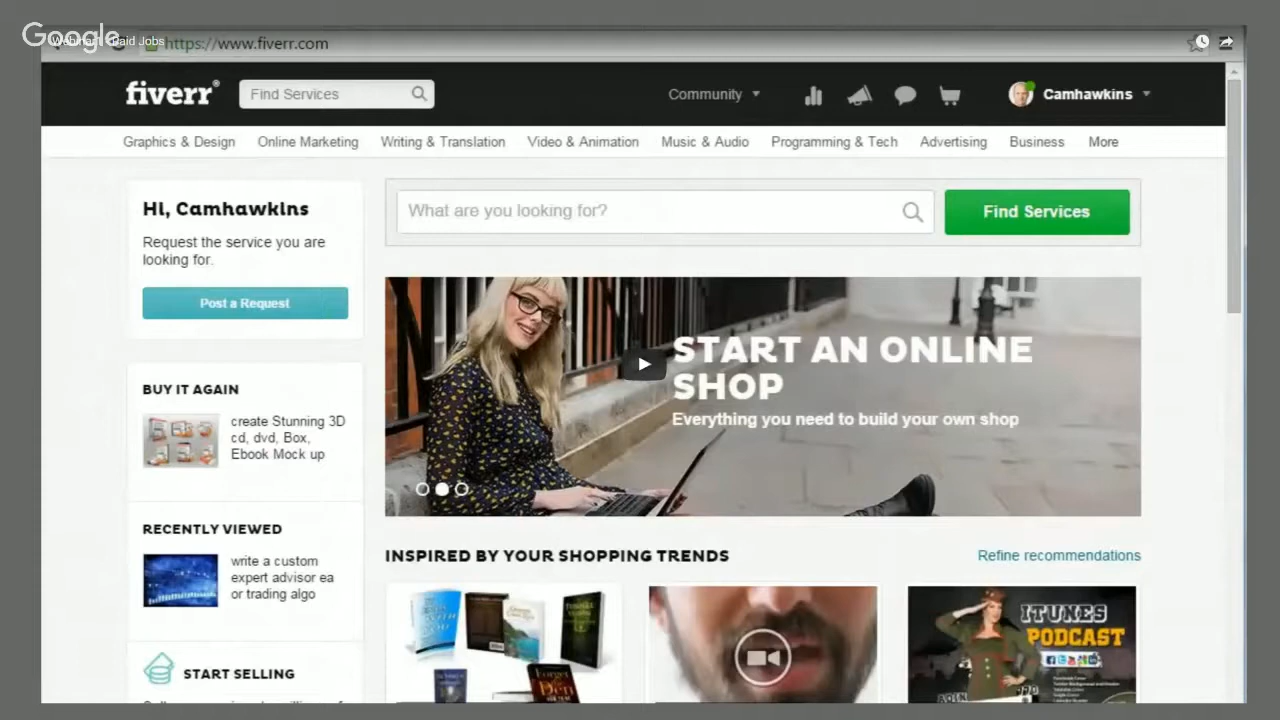 Google
Webinar 1 - Paid Jobs
https://www.fiverr.com
fiverr®
Find Services
Community
Camhawkins
Graphics & Design
Online Marketing
Writing & Translation
Video & Animation
Music & Audio
Programming & Tech
Advertising
Business
More
Hi, Camhawkins
Request the service you are
looking for.
Post a Request
What are you looking for?
Find Services
START AN ONLINE
SHOP
Everything you need to build your own shop
BUY IT AGAIN
create Stunning 3D
cd, dvd, Box,
Ebook Mock up
RECENTLY VIEWED
write a custom
expert advisor ea
or trading algo
START SELLING
INSPIRED BY YOUR SHOPPING TRENDS
Refine recommendations
ITUNES
PODCAST